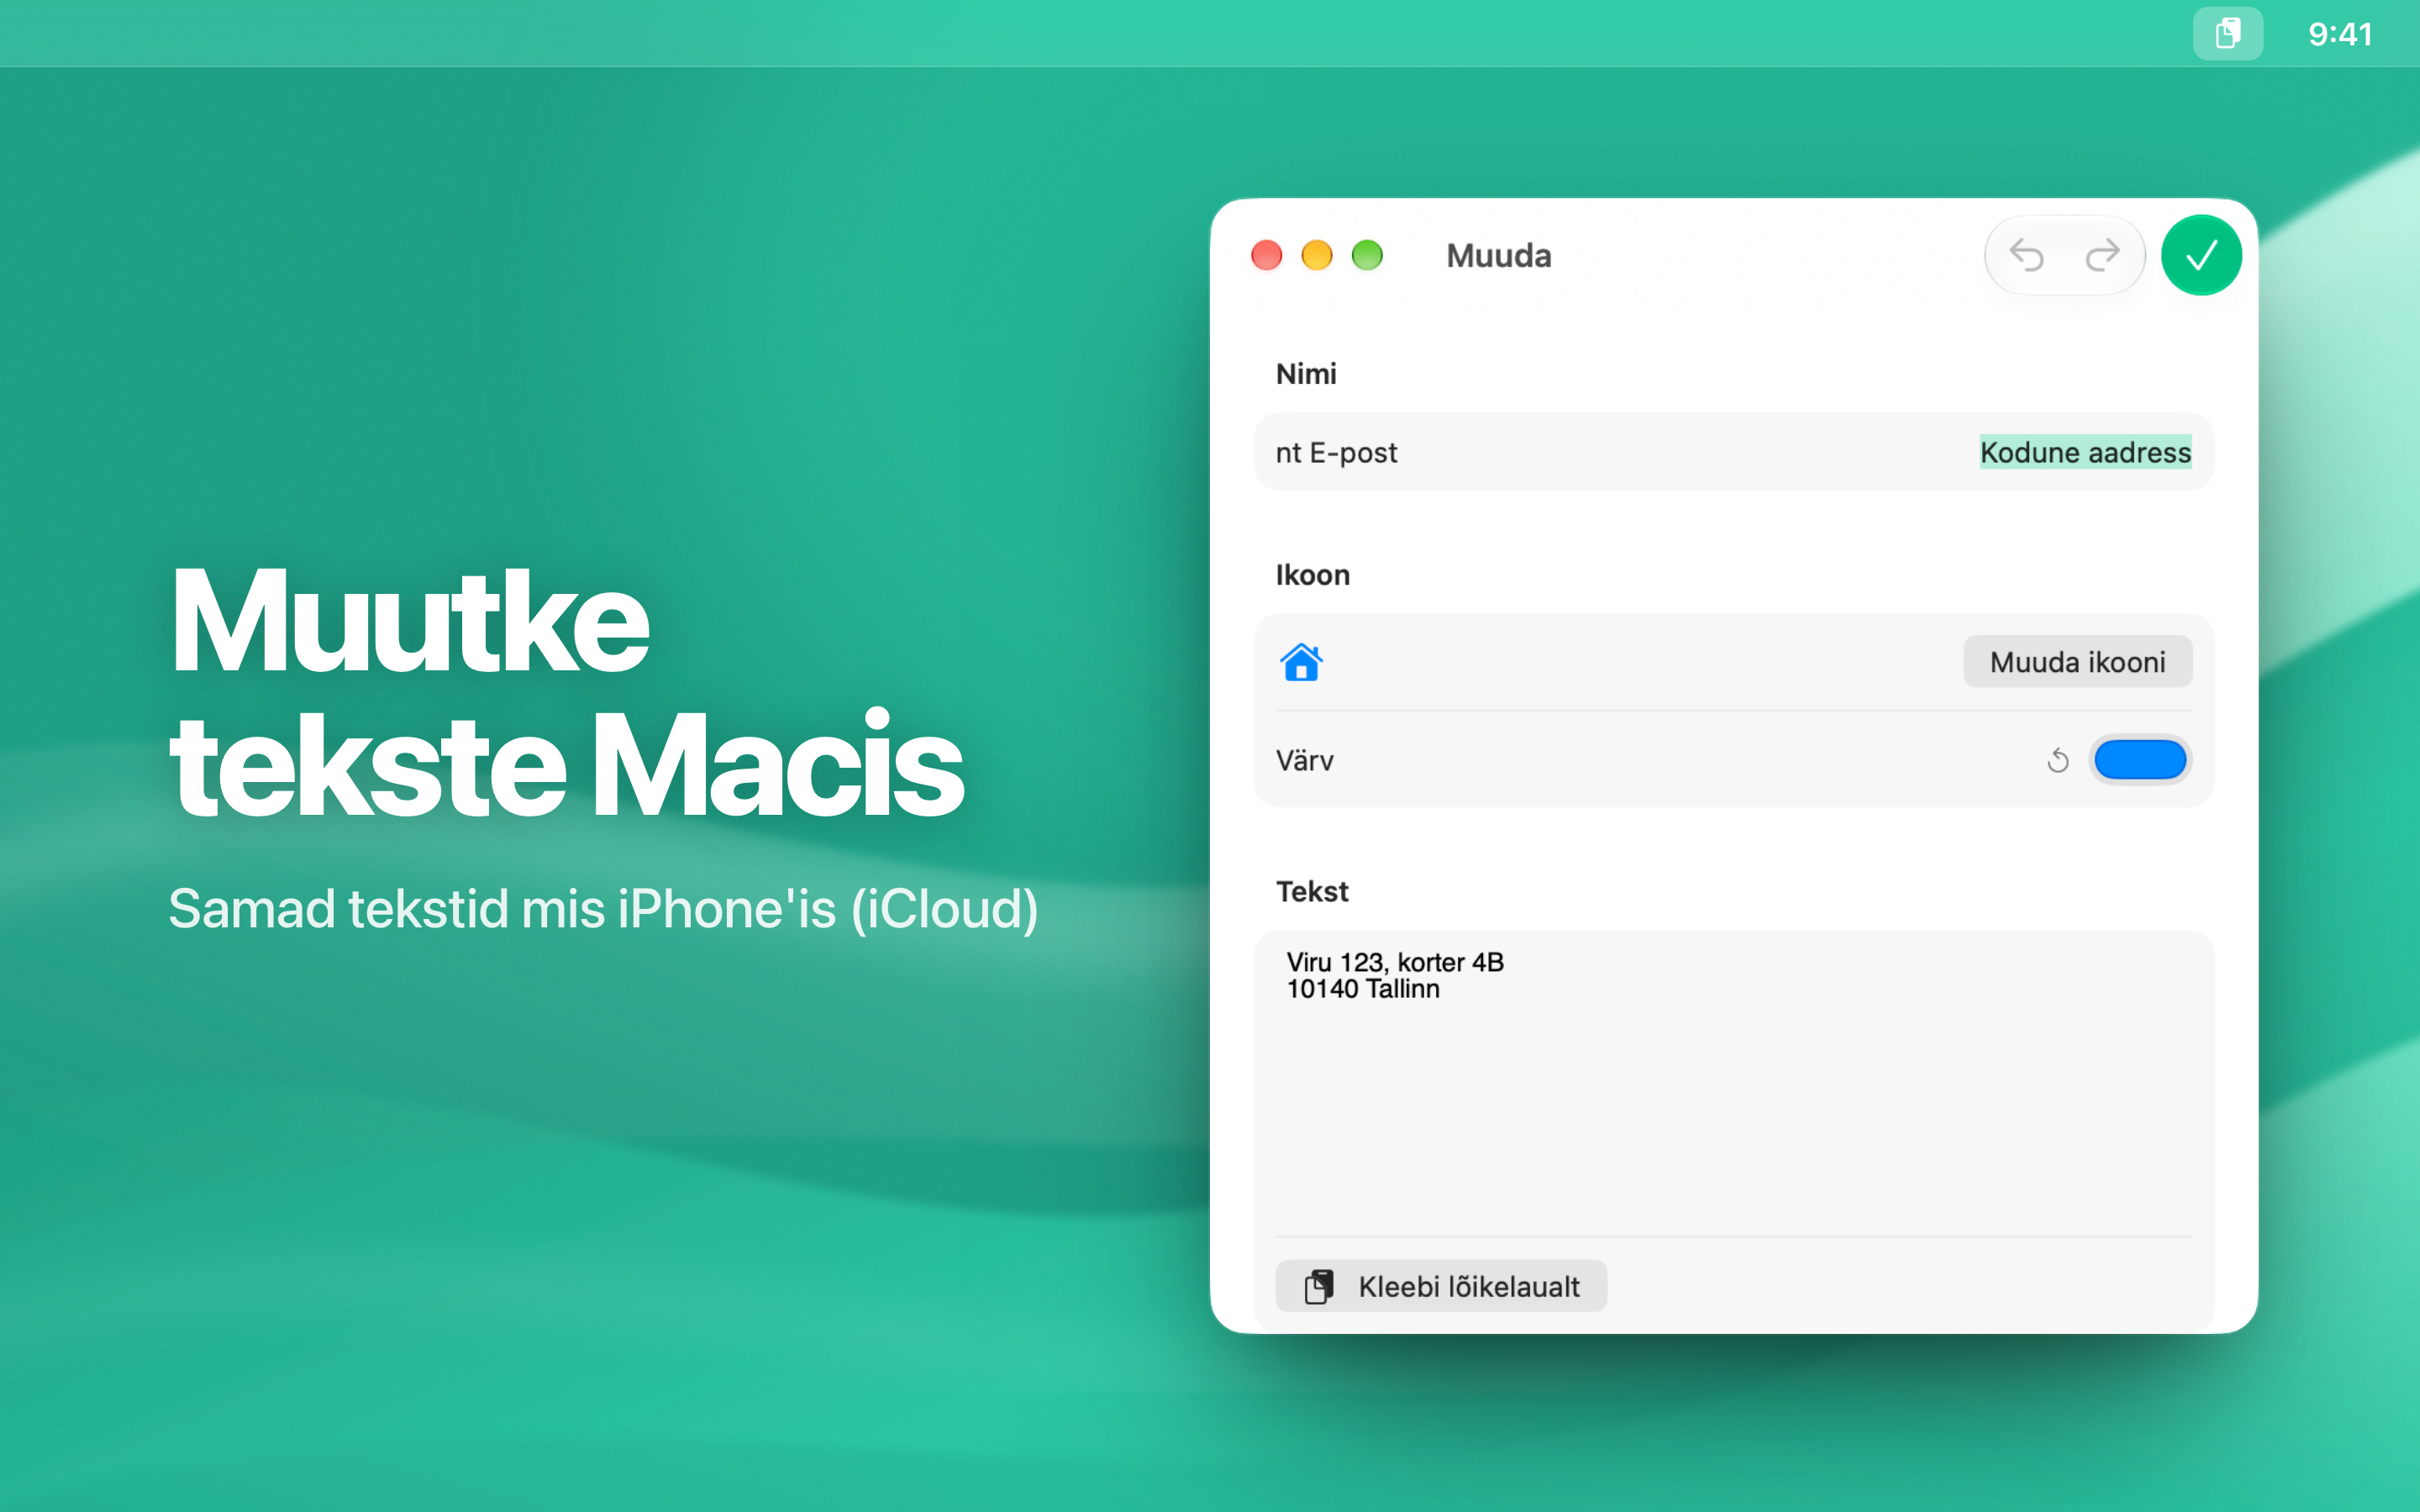 9:41
Muutke
tekste Macis
Samad tekstid mis iPhone'is (iCloud)
Muuda
Nimi
nt E-post
Kodune aadress
Ikoon
Muuda ikooni
Värv
Tekst
Viru 123, korter 4B
10140 Tallinn
Kleebi lõikelaualt